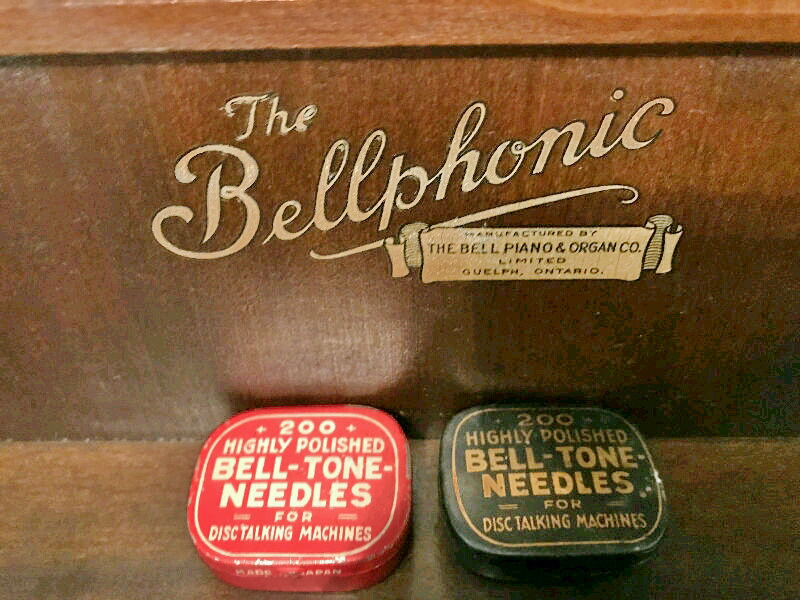 The
Bellphonic
MANUFACTURED BY
THE BELL PIANO & ORGAN CO.
LIMITED
GUELPH, ONTARIO.
200
HIGHLY POLISHED
BELL-TONE-
NEEDLES
FOR
DISC TALKING MACHINES
MADE JAPAN
200
HIGHLY POLISHED
BELL-TONE-
NEEDLES
FOR
DISC TALKING MACHINES